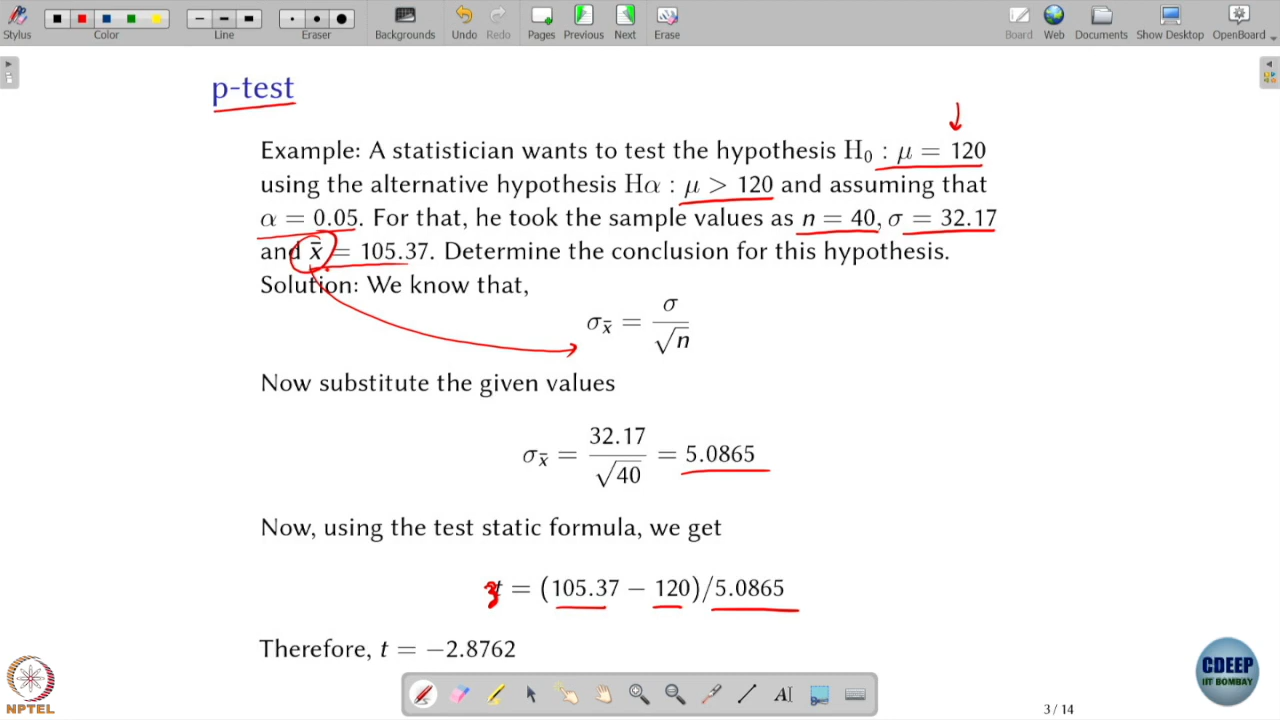 Stylus
Color
Line
Eraser
Backgrounds
Undo
Redo
Pages
Previous
Next
Erase
Board
Web
Documents
Show Desktop
OpenBoard
p-test
Example: A statistician wants to test the hypothesis H₀ : μ = 120
using the alternative hypothesis Hα : μ > 120 and assuming that
α = 0.05. For that, he took the sample values as n = 40, σ = 32.17
and x̄ = 105.37. Determine the conclusion for this hypothesis.
Solution: We know that,
σx̄ = σ/√n
Now substitute the given values
σx̄ = 32.17/√40 = 5.0865
Now, using the test static formula, we get
z = (105.37 − 120)/5.0865
Therefore, t = −2.8762
NPTEL
AI
3 / 14
CDEEP
IIT BOMBAY